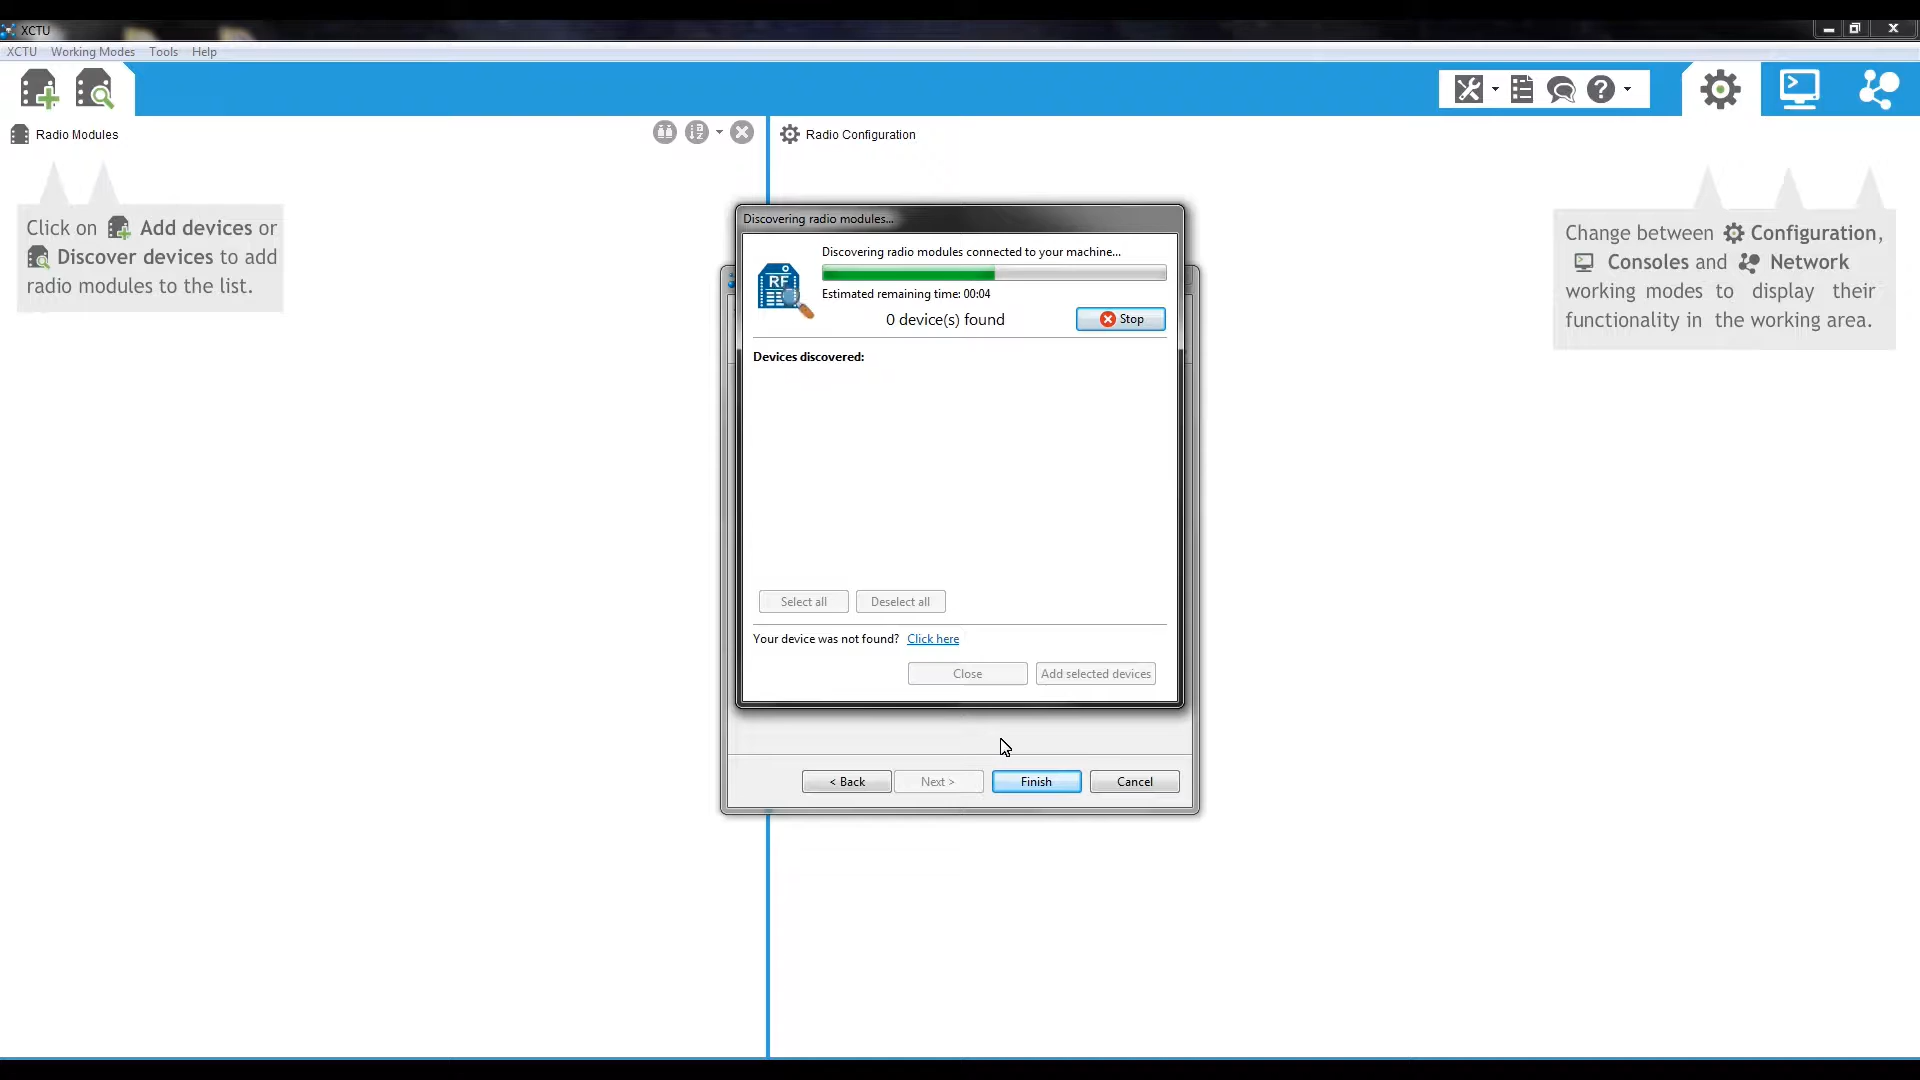 XCTU
XCTU Working Modes Tools Help
Radio Modules
Radio Configuration
Click on Add devices or
Discover devices to add
radio modules to the list.
Change between Configuration,
Consoles and Network
working modes to display their
functionality in the working area.
Discovering radio modules...
Discovering radio modules connected to your machine...
RF
Estimated remaining time: 00:04
0 device(s) found
Stop
Devices discovered:
Select all
Deselect all
Your device was not found? Click here
Close
Add selected devices
< Back
Next >
Finish
Cancel